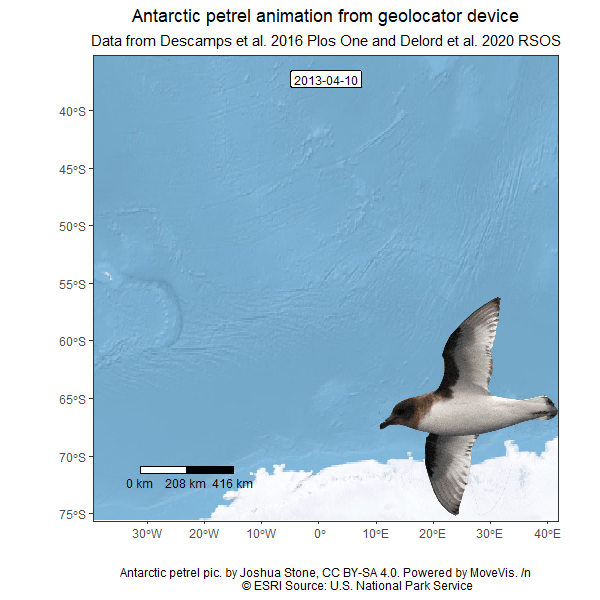 Antarctic petrel animation from geolocator device
Data from Descamps et al. 2016 Plos One and Delord et al. 2020 RSOS
2013-04-10
40°S
45°S
50°S
55°S
60°S
65°S
70°S
75°S
0 km 208 km 416 km
30°W 20°W 10°W 0° 10°E 20°E 30°E 40°E
Antarctic petrel pic. by Joshua Stone, CC BY-SA 4.0. Powered by MoveVis. /n
© ESRI Source: U.S. National Park Service